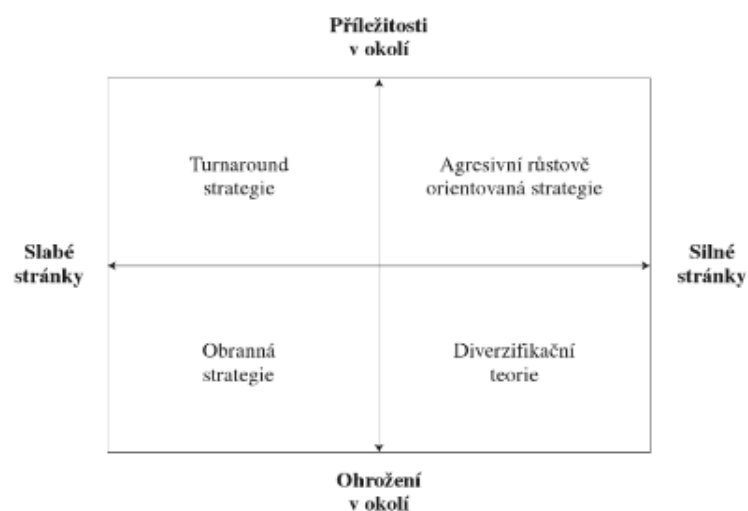 Příležitosti
v okolí
Turnaround
strategie
Agresivní růstově
orientovaná strategie
Slabé
stránky
Silné
stránky
Obranná
strategie
Diverzifikační
teorie
Ohrožení
v okolí